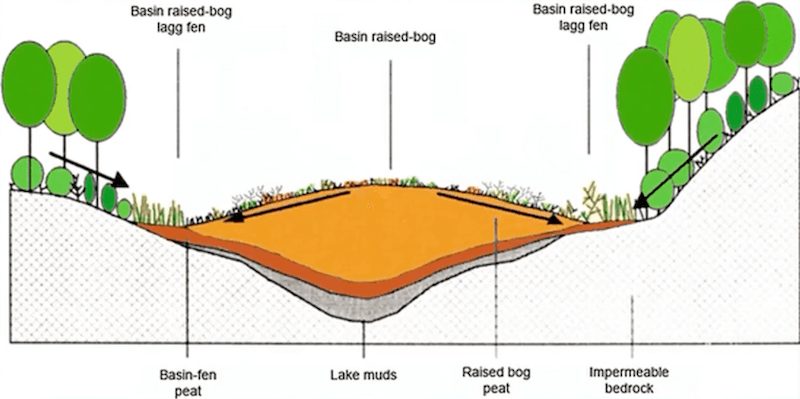 Basin raised-bog
lagg fen
Basin raised-bog
Basin raised-bog
lagg fen
Basin-fen
peat
Lake muds
Raised bog
peat
Impermeable
bedrock